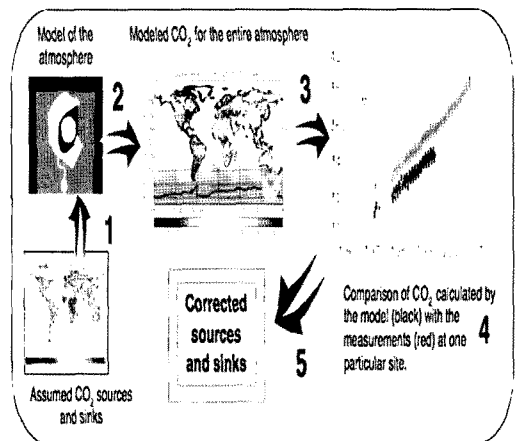 Model of the
atmosphere
Modeled CO₂ for the entire atmosphere
2
3
1
Assumed CO₂ sources
and sinks
Corrected
sources
and sinks
5
Comparison of CO₂ calculated by
the model (black) with the
measurements (red) at one
particular site.
4